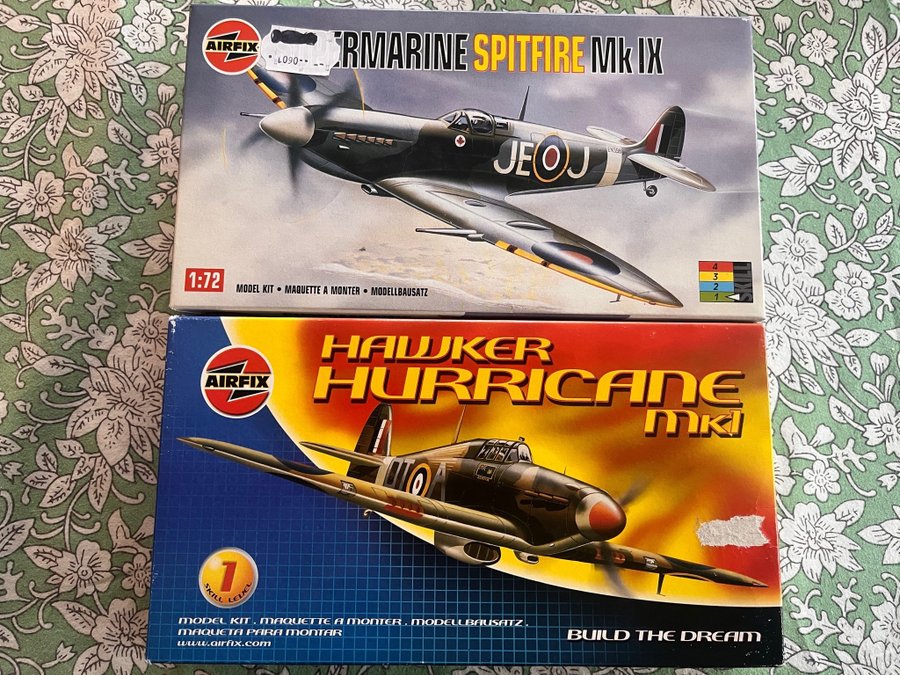 AIRFIX
ERMARINE SPITFIRE Mk IX
JE J
1:72
MODEL KIT • MAQUETTE A MONTER • MODELLBAUSATZ
4
3
2
1
SKILL
AIRFIX
HAWKER
HURRICANE
MkI
A
1
SKILL LEVEL
MODEL KIT . MAQUETTE A MONTER . MODELLBAUSATZ .
MAQUETA PARA MONTAR
www.airfix.com
BUILD THE DREAM